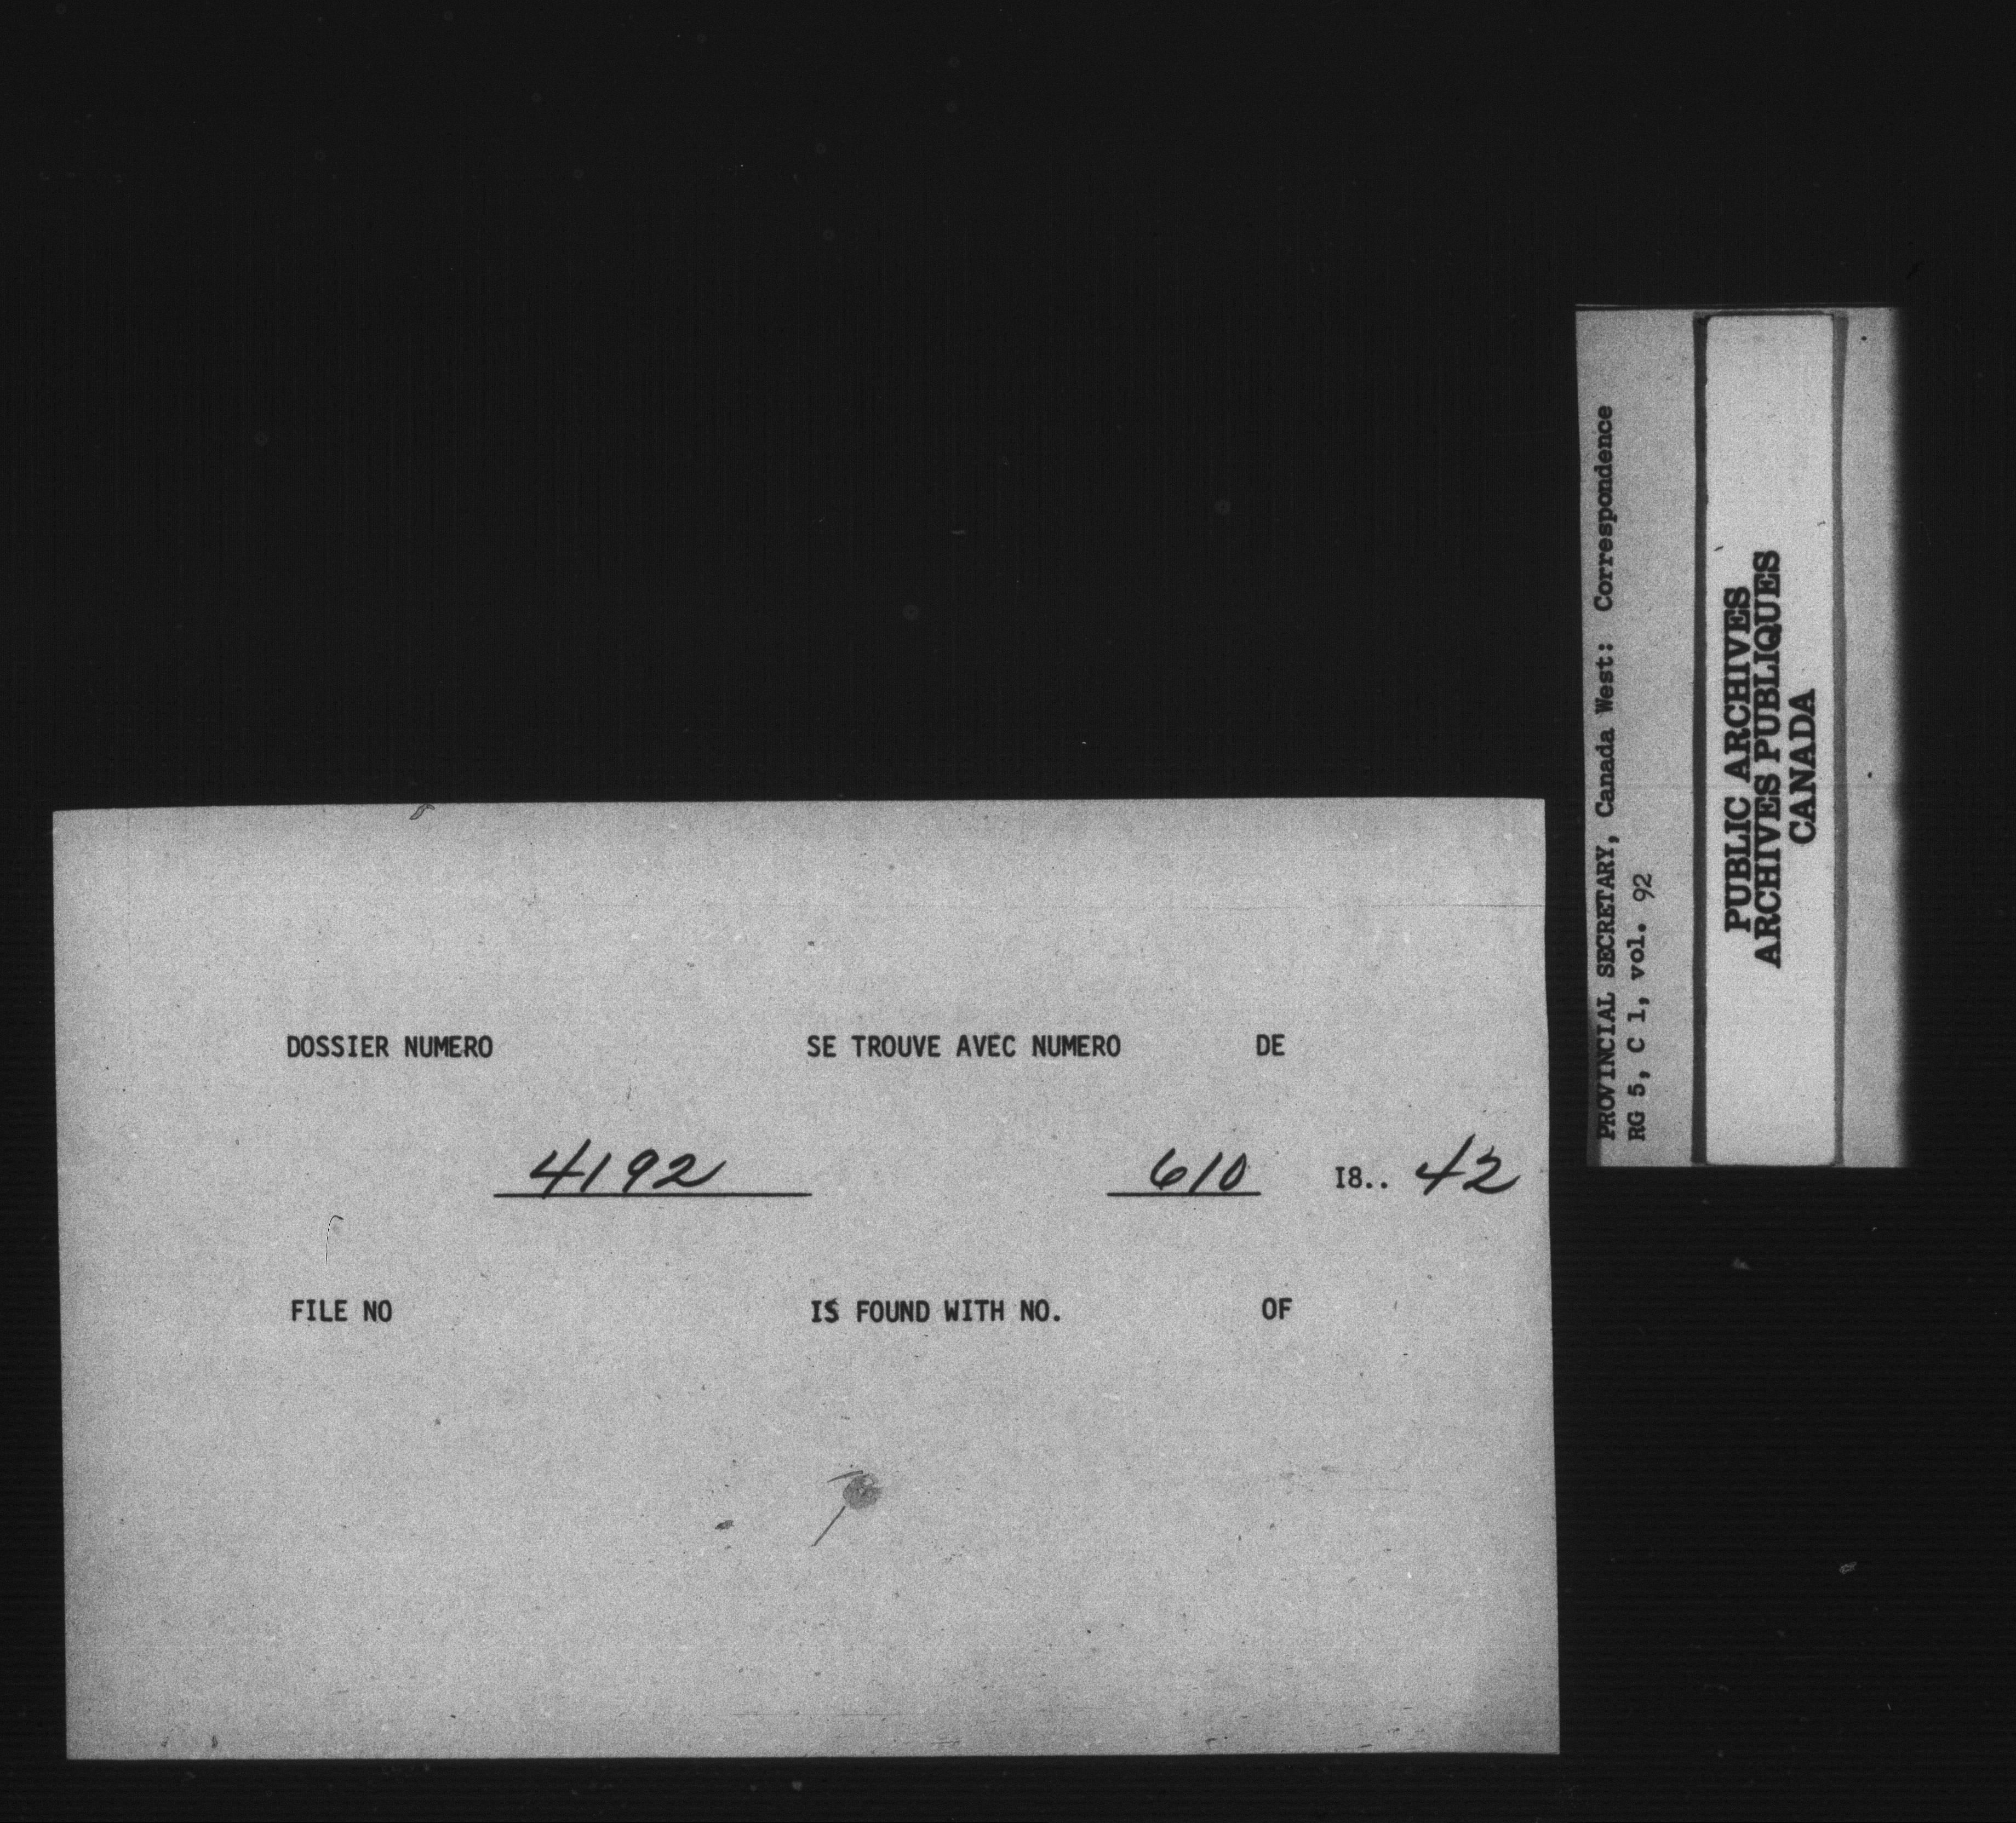 DOSSIER NUMERO SE TROUVE AVEC NUMERO DE
4192 610 18.. 42
FILE NO IS FOUND WITH NO. OF
PROVINCIAL SECRETARY, Canada West: Correspondence
RG 5, C 1, vol. 92
PUBLIC ARCHIVES
ARCHIVES PUBLIQUES
CANADA